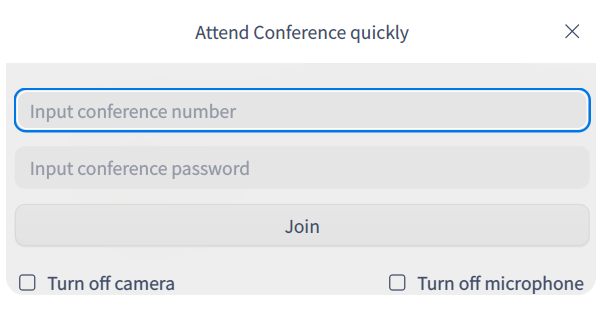 Attend Conference quickly
Input conference number
Input conference password
Join
Turn off camera
Turn off microphone